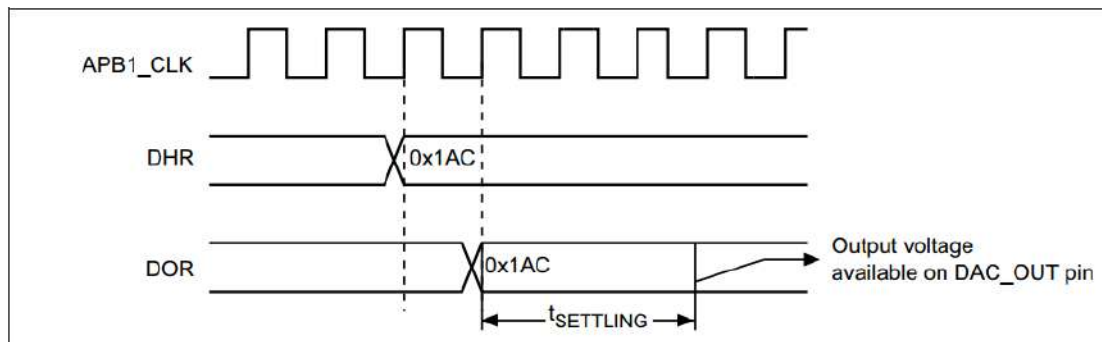 APB1_CLK
DHR
0x1AC
DOR
0x1AC
Output voltage
available on DAC_OUT pin
tSETTLING